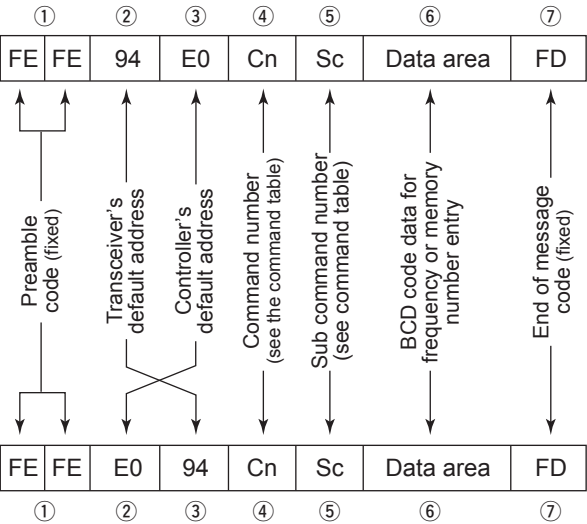 ① ② ③ ④ ⑤ ⑥ ⑦
FE FE 94 E0 Cn Sc Data area FD
Preamble
code (fixed)
Transceiver's
default address
Controller's
default address
Command number
(see the command table)
Sub command number
(see command table)
BCD code data for
frequency or memory
number entry
End of message
code (fixed)
FE FE E0 94 Cn Sc Data area FD
① ② ③ ④ ⑤ ⑥ ⑦